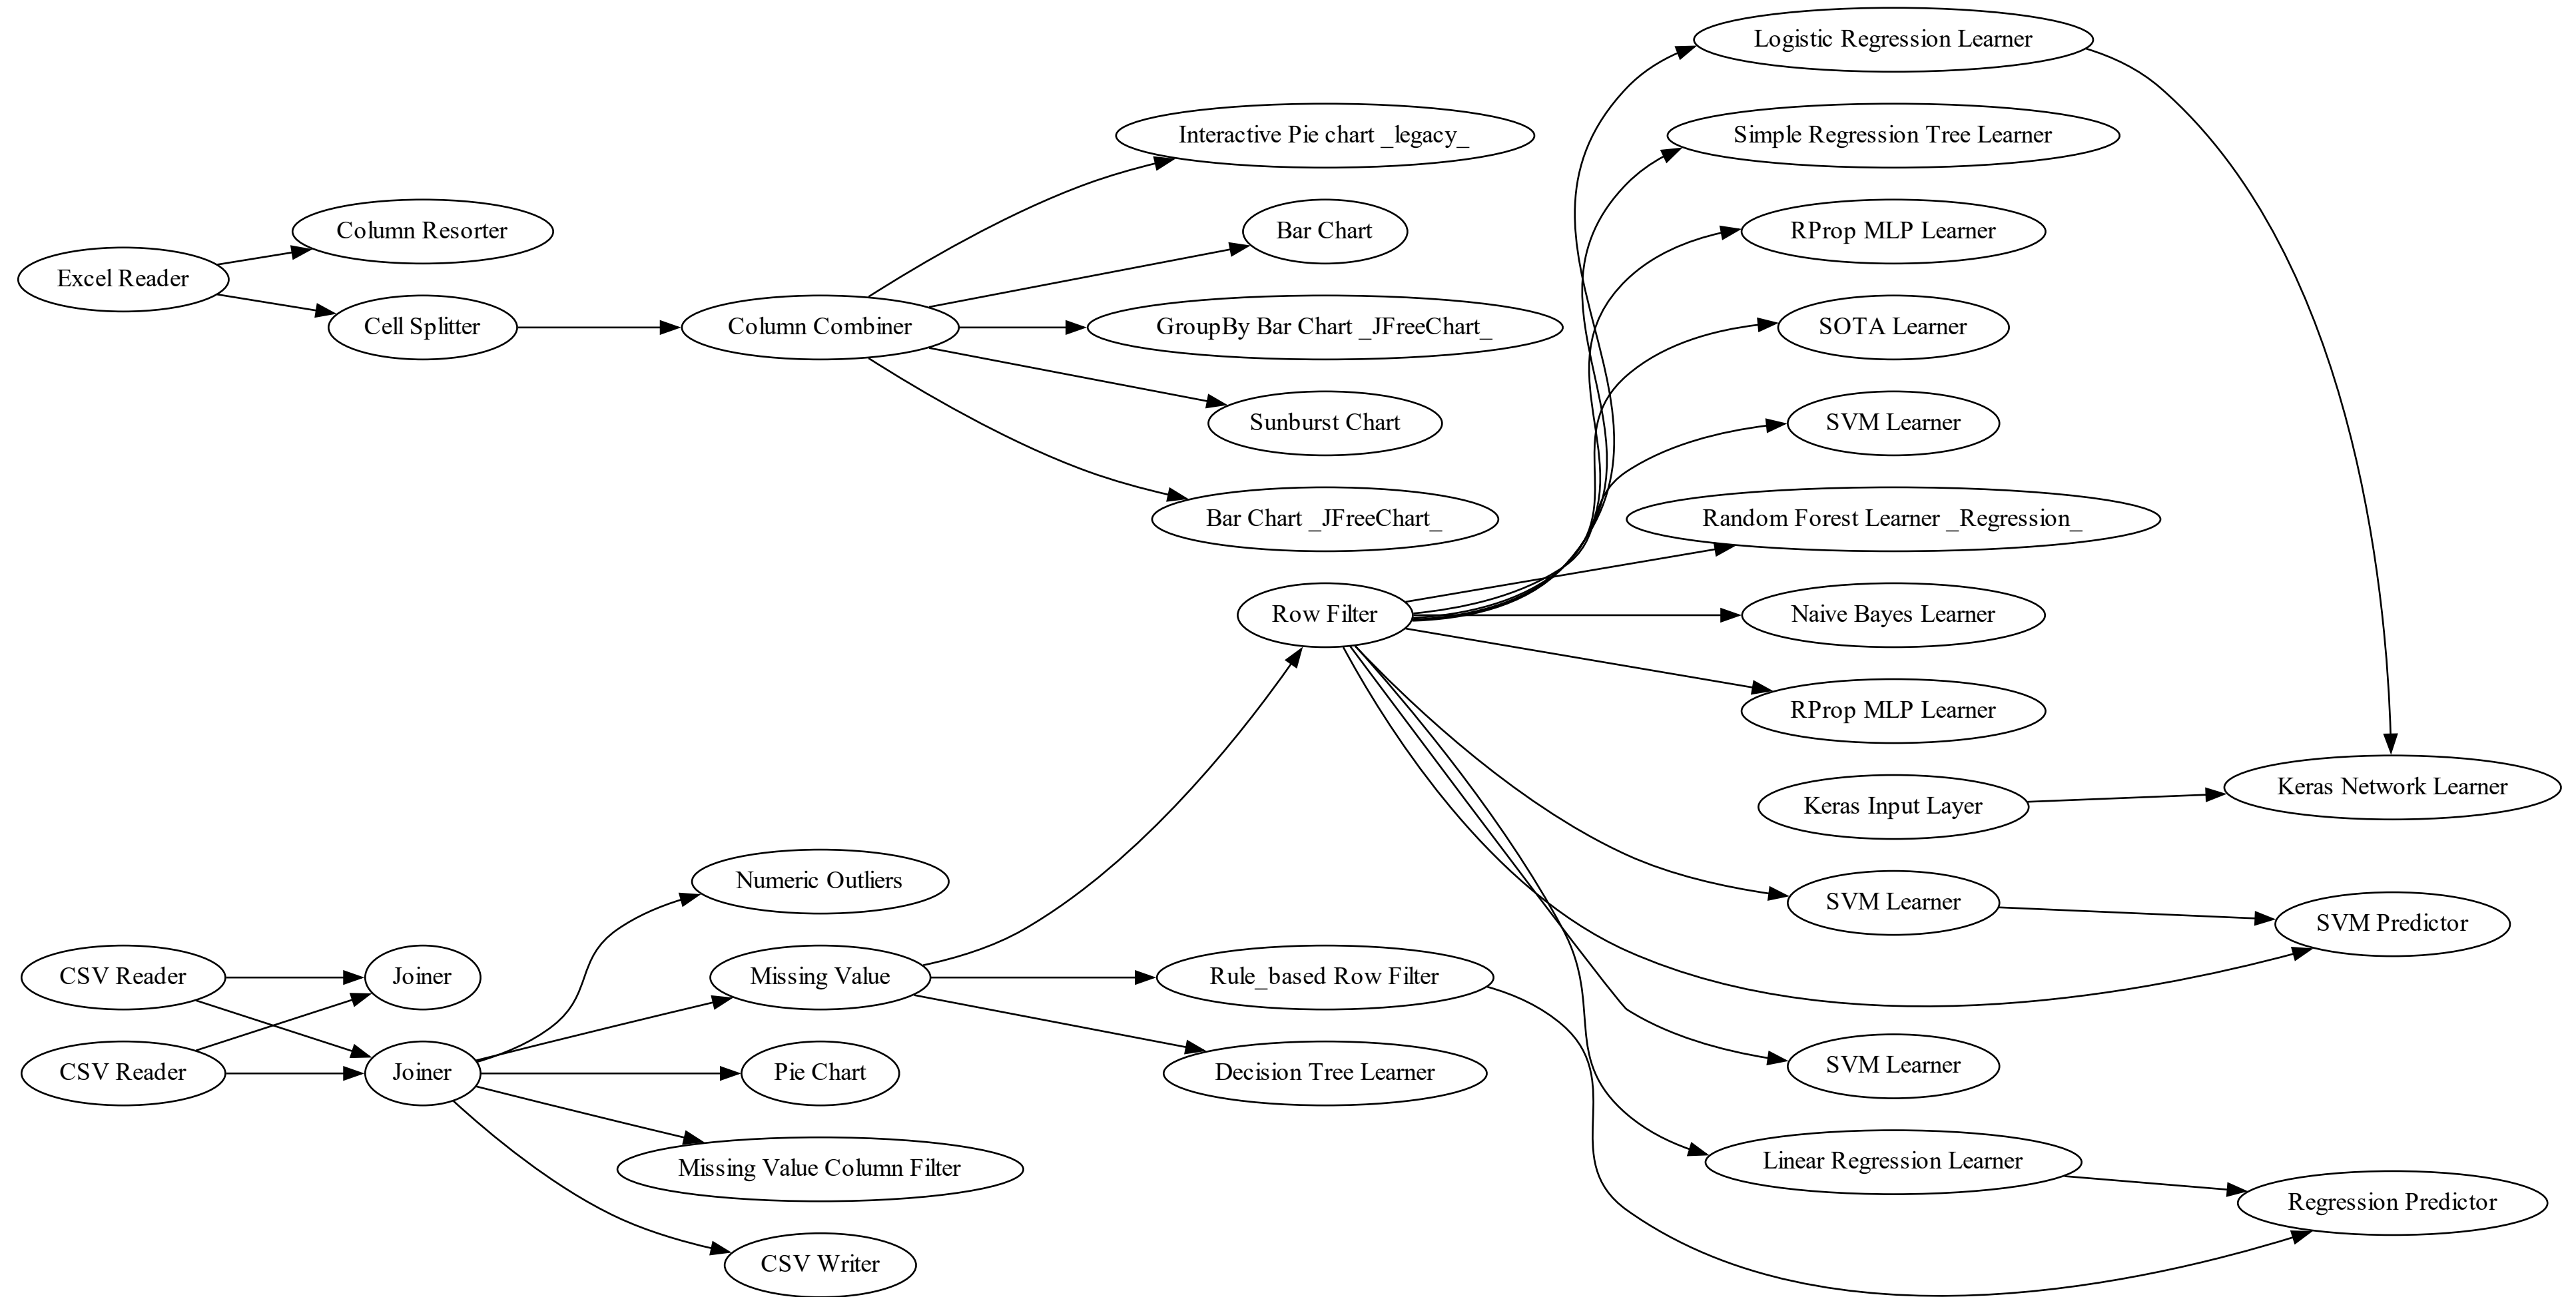 Logistic Regression Learner
Interactive Pie chart _legacy_
Simple Regression Tree Learner
Column Resorter
Bar Chart
RProp MLP Learner
Excel Reader
Cell Splitter
Column Combiner
GroupBy Bar Chart _JFreeChart_
SOTA Learner
Sunburst Chart
SVM Learner
Bar Chart _JFreeChart_
Random Forest Learner _Regression_
Row Filter
Naive Bayes Learner
RProp MLP Learner
Keras Input Layer
Keras Network Learner
Numeric Outliers
SVM Learner
SVM Predictor
CSV Reader
Joiner
Missing Value
Rule_based Row Filter
CSV Reader
Joiner
Pie Chart
Decision Tree Learner
SVM Learner
Missing Value Column Filter
Linear Regression Learner
Regression Predictor
CSV Writer